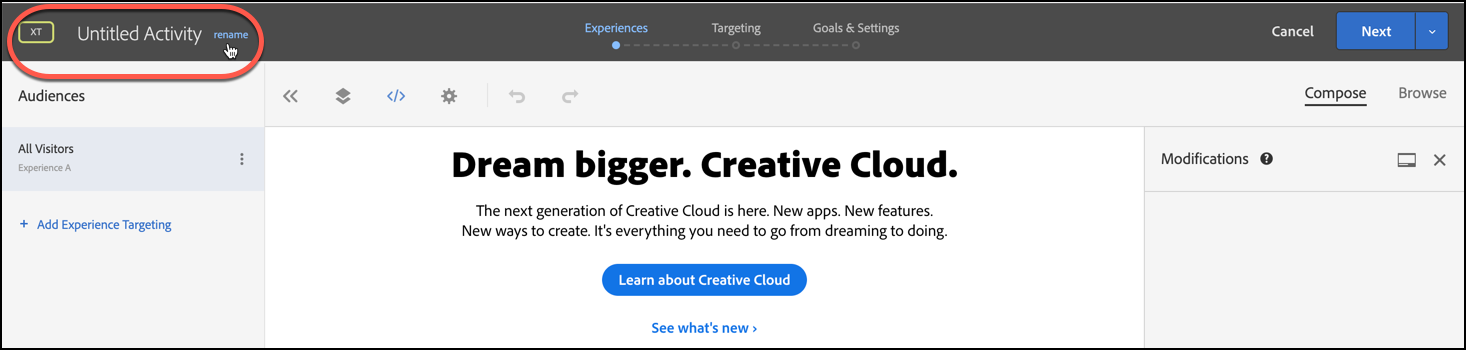 XT
Untitled Activity rename
Experiences Targeting Goals & Settings
Cancel Next
Audiences
</>
Compose Browse
All Visitors
Experience A
+ Add Experience Targeting
Dream bigger. Creative Cloud.
The next generation of Creative Cloud is here. New apps. New features.
New ways to create. It's everything you need to go from dreaming to doing.
Learn about Creative Cloud
See what's new ›
Modifications ?